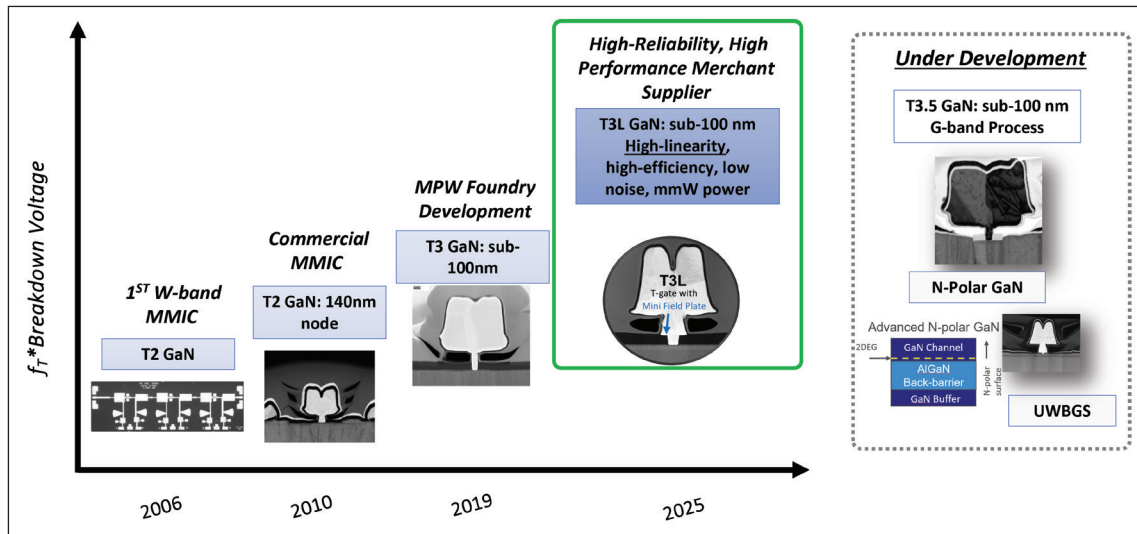 f_T*Breakdown Voltage
1ST W-band
MMIC
T2 GaN
2006
Commercial
MMIC
T2 GaN: 140nm
node
2010
MPW Foundry
Development
T3 GaN: sub-
100nm
2019
High-Reliability, High
Performance Merchant
Supplier
T3L GaN: sub-100 nm
High-linearity,
high-efficiency, low
noise, mmW power
T3L
T-gate with
Mini Field Plate
2025
Under Development
T3.5 GaN: sub-100 nm
G-band Process
N-Polar GaN
Advanced N-polar GaN
2DEG
GaN Channel
AlGaN
Back-barrier
GaN Buffer
N-polar
surface
UWBGS